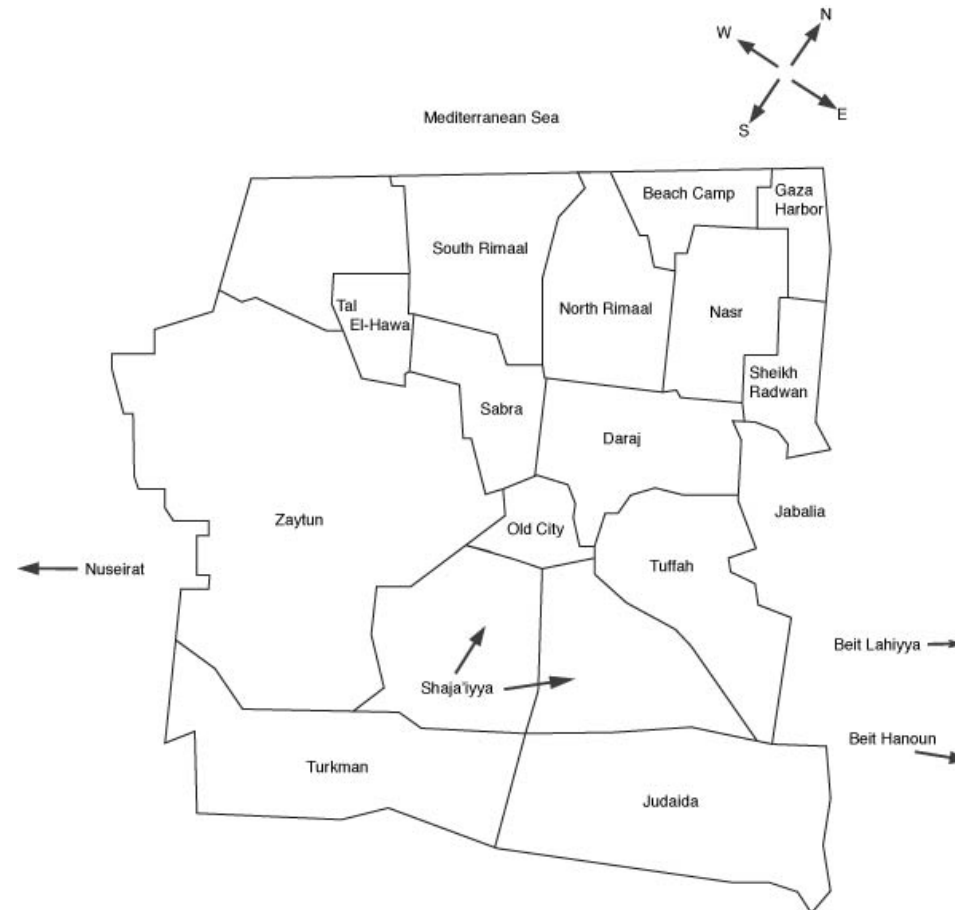 N
W
E
S
Mediterranean Sea
Beach Camp
Gaza
Harbor
South Rimaal
North Rimaal
Nasr
Tal
El-Hawa
Sheikh
Radwan
Sabra
Daraj
Zaytun
Old City
Jabalia
Tuffah
Nuseirat
Beit Lahiyya
Shaja'iyya
Beit Hanoun
Turkman
Judaida